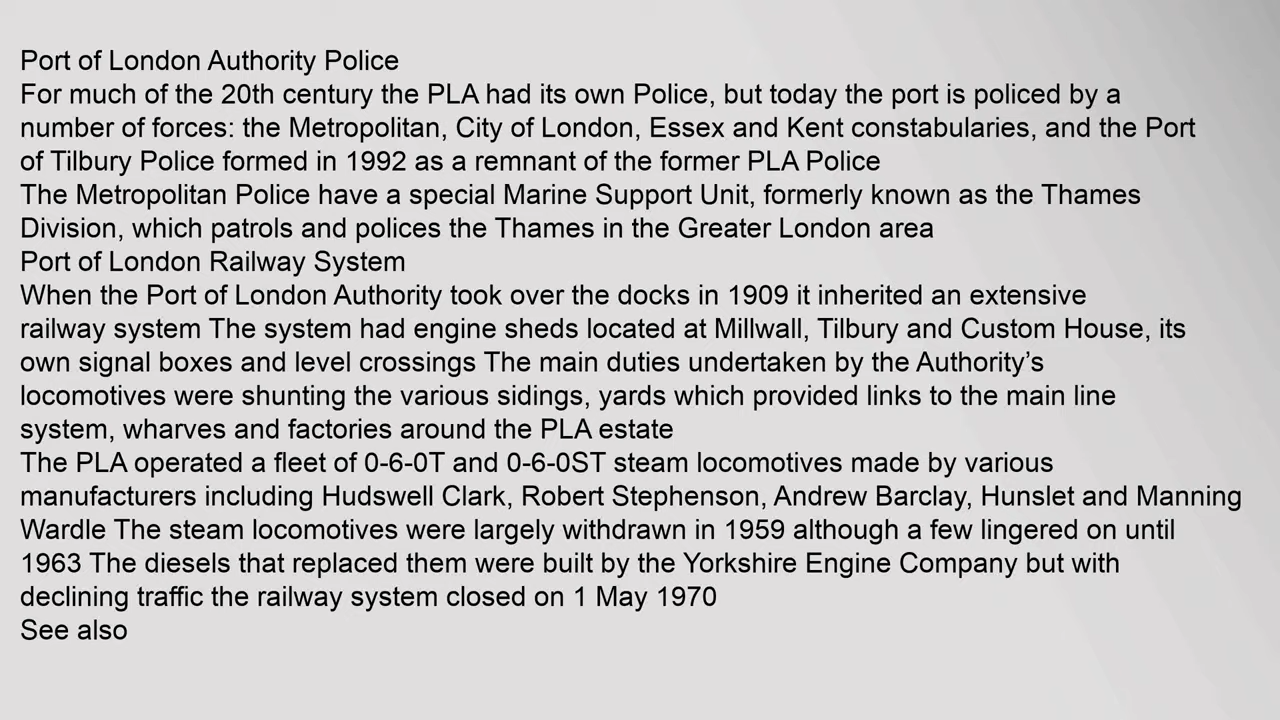 Port of London Authority Police
For much of the 20th century the PLA had its own Police, but today the port is policed by a
number of forces: the Metropolitan, City of London, Essex and Kent constabularies, and the Port
of Tilbury Police formed in 1992 as a remnant of the former PLA Police
The Metropolitan Police have a special Marine Support Unit, formerly known as the Thames
Division, which patrols and polices the Thames in the Greater London area
Port of London Railway System
When the Port of London Authority took over the docks in 1909 it inherited an extensive
railway system The system had engine sheds located at Millwall, Tilbury and Custom House, its
own signal boxes and level crossings The main duties undertaken by the Authority’s
locomotives were shunting the various sidings, yards which provided links to the main line
system, wharves and factories around the PLA estate
The PLA operated a fleet of 0-6-0T and 0-6-0ST steam locomotives made by various
manufacturers including Hudswell Clark, Robert Stephenson, Andrew Barclay, Hunslet and Manning
Wardle The steam locomotives were largely withdrawn in 1959 although a few lingered on until
1963 The diesels that replaced them were built by the Yorkshire Engine Company but with
declining traffic the railway system closed on 1 May 1970
See also